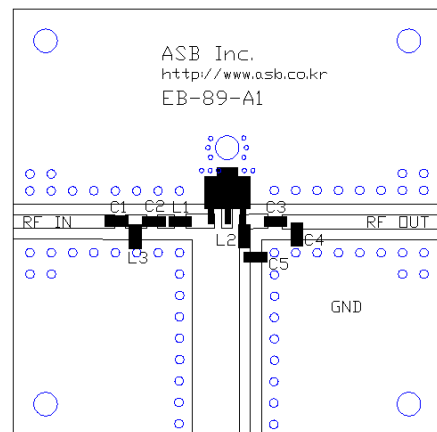 ASB Inc.
http://www.asb.co.kr
EB-89-A1
C1 C2 L1 C3
RF IN RF OUT
L2 C4
L3 C5
GND